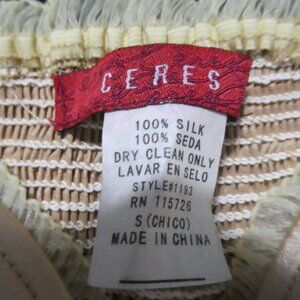 CERES
100% SILK
100% SEDA
DRY CLEAN ONLY
LAVAR EN SELO
STYLE#1193
RN 115726
S (CHICO)
MADE IN CHINA